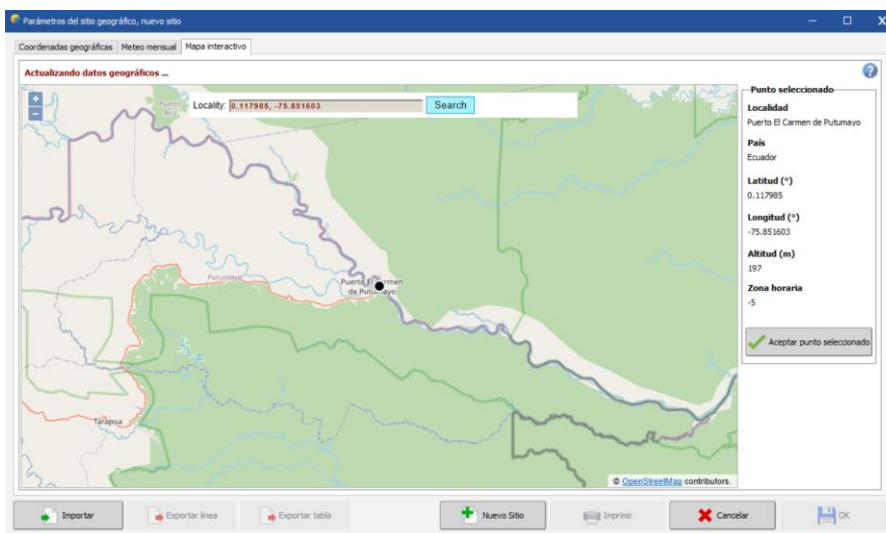 Parámetros del sitio geográfico, nuevo sitio
Coordenadas geográficas Meteo mensual Mapa interactivo
Actualizando datos geográficos ...
Locality: 0.117985, -75.851603 Search
Puerto
Putumayo
Puerto El Carmen
de Putumayo
Tarapoa
© OpenStreetMap contributors.
Punto seleccionado
Localidad
Puerto El Carmen de Putumayo
País
Ecuador
Latitud (°)
0.117985
Longitud (°)
-75.851603
Altitud (m)
197
Zona horaria
-5
Aceptar punto seleccionado
Importar Exportar línea Exportar tabla Nuevo Sitio Imprimir Cancelar OK